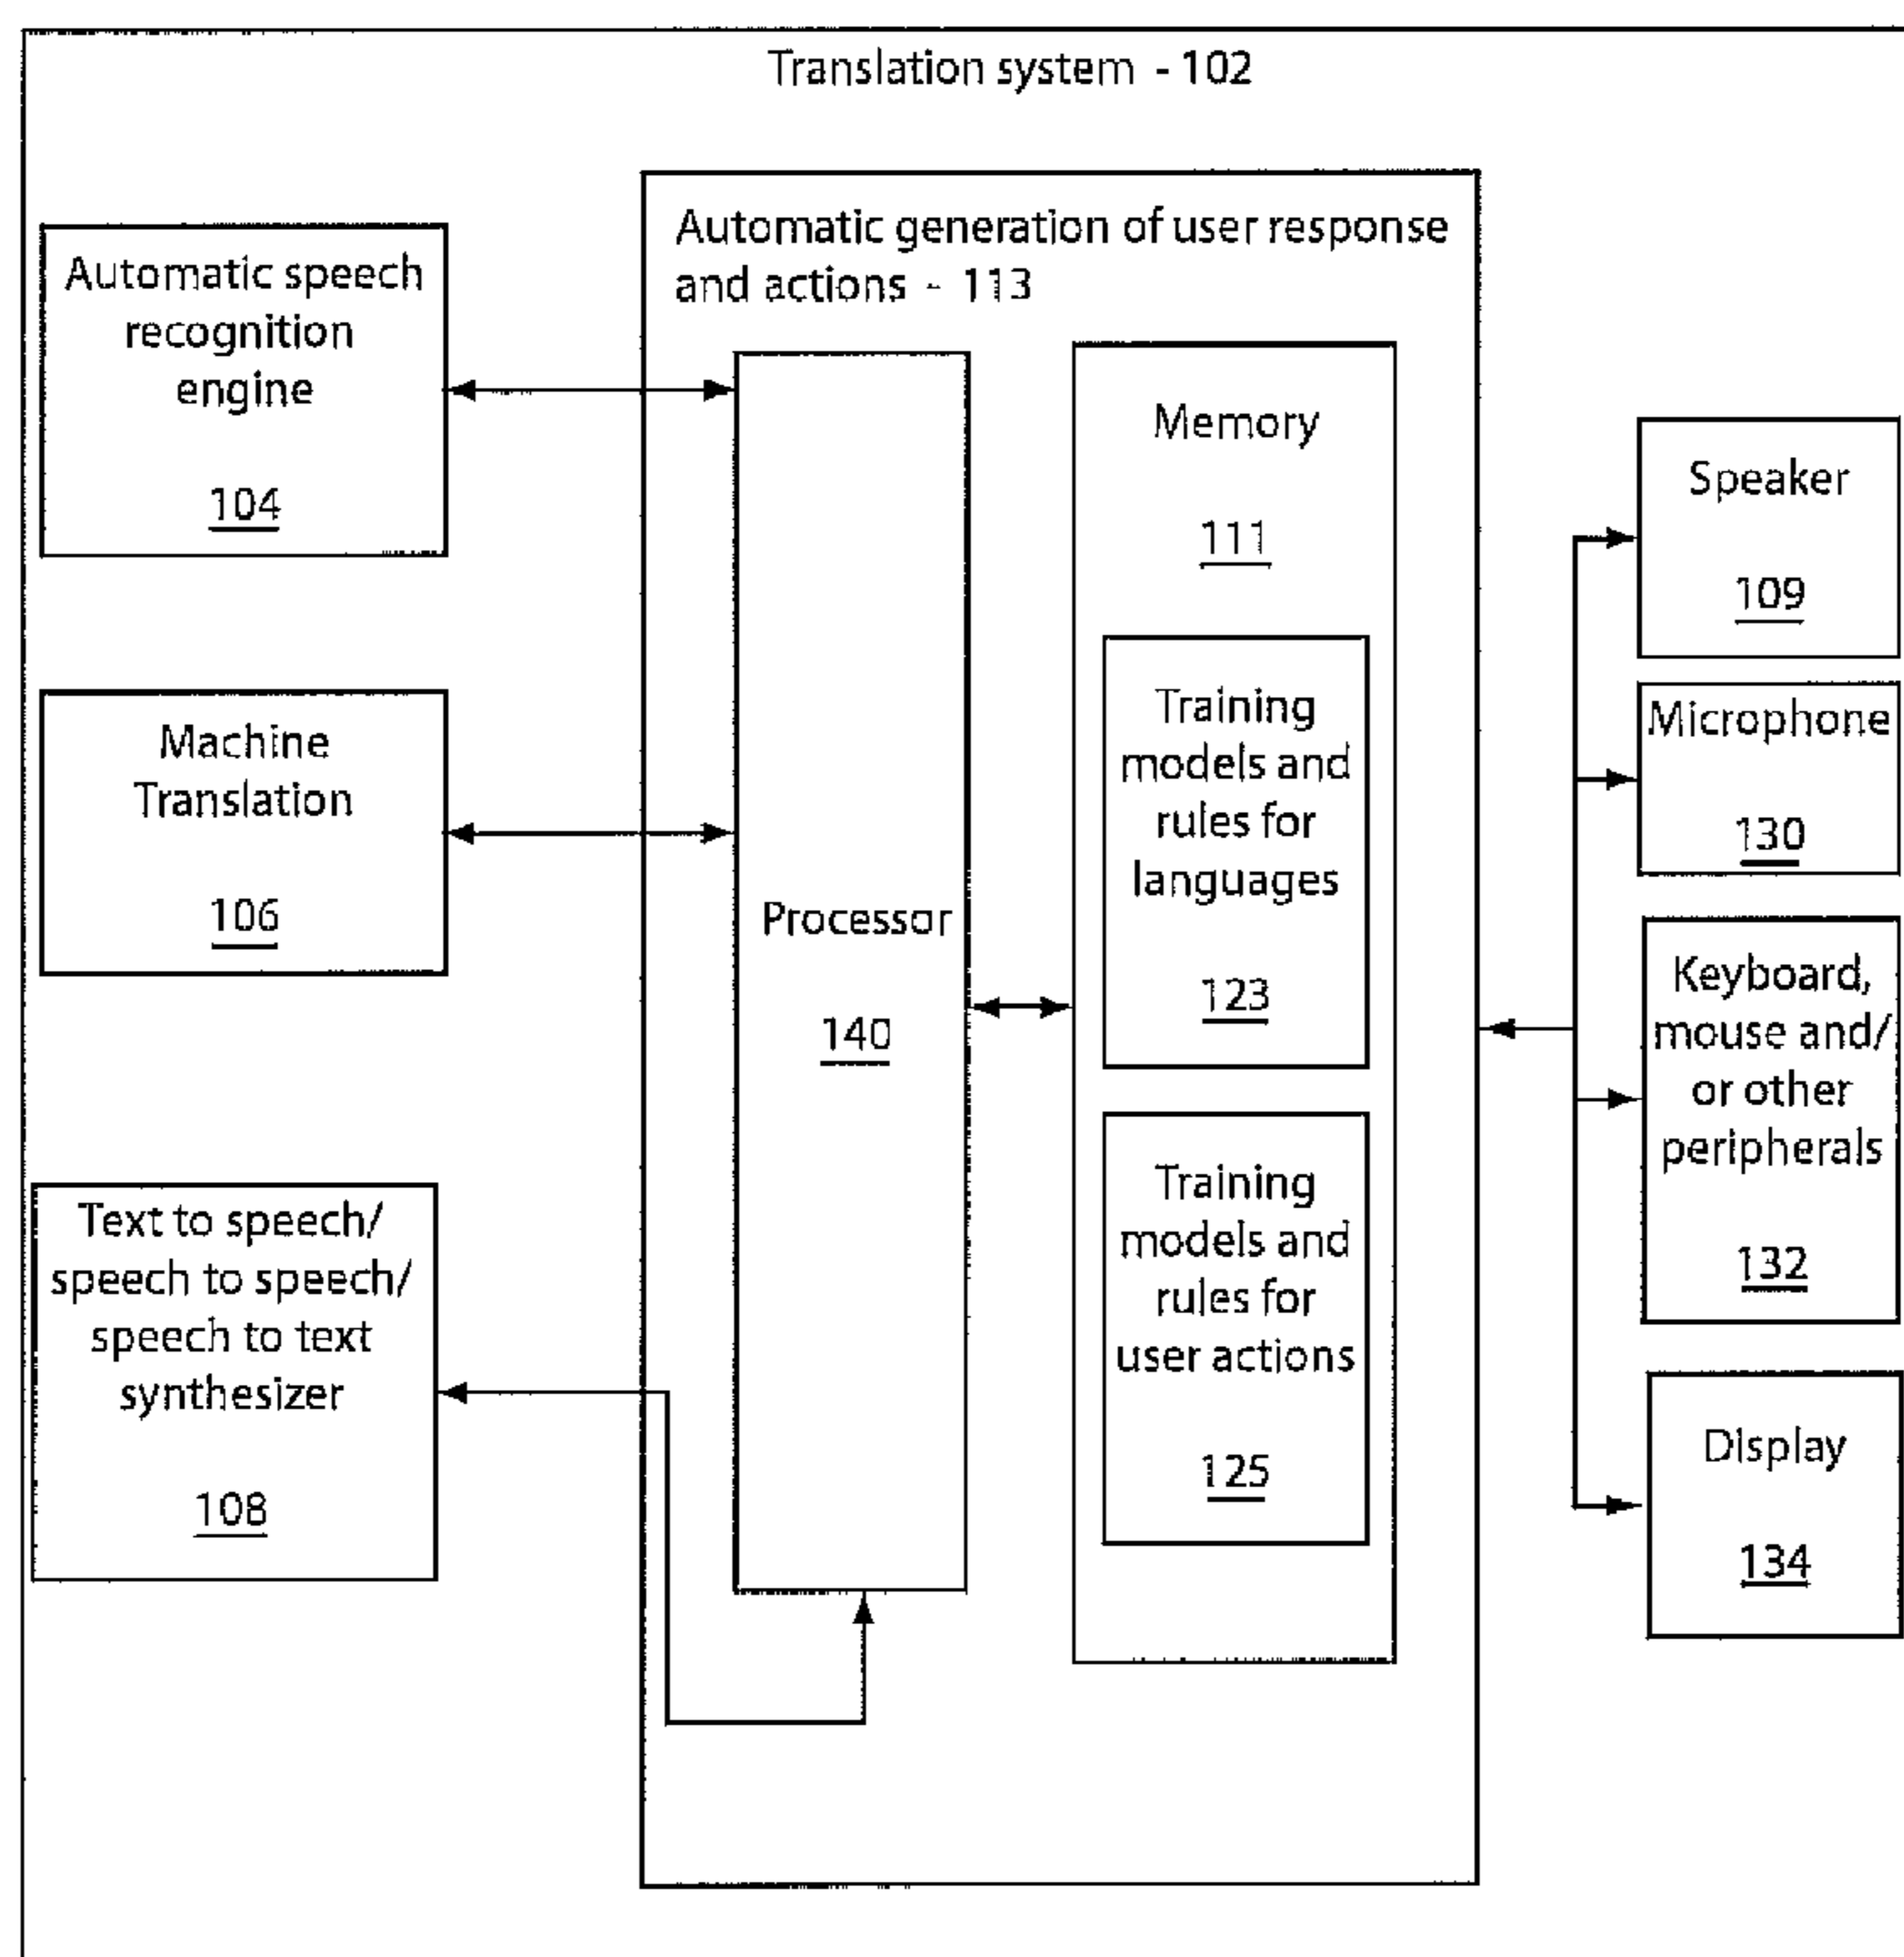 Translation system - 102
Automatic speech
recognition
engine
104
Machine
Translation
106
Text to speech/
speech to speech/
speech to text
synthesizer
108
Automatic generation of user response
and actions - 113
Processor
140
Memory
111
Training
models and
rules for
languages
123
Training
models and
rules for
user actions
125
Speaker
109
Microphone
130
Keyboard,
mouse and/
or other
peripherals
132
Display
134